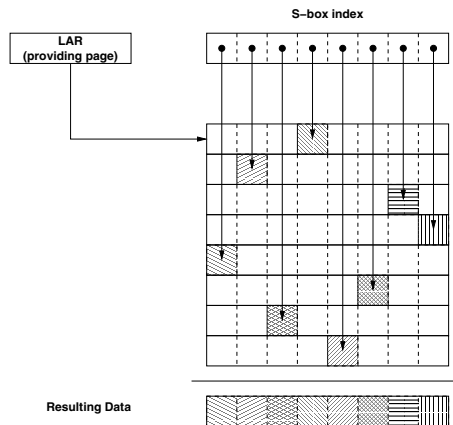 S-box index
LAR
(providing page)
Resulting Data